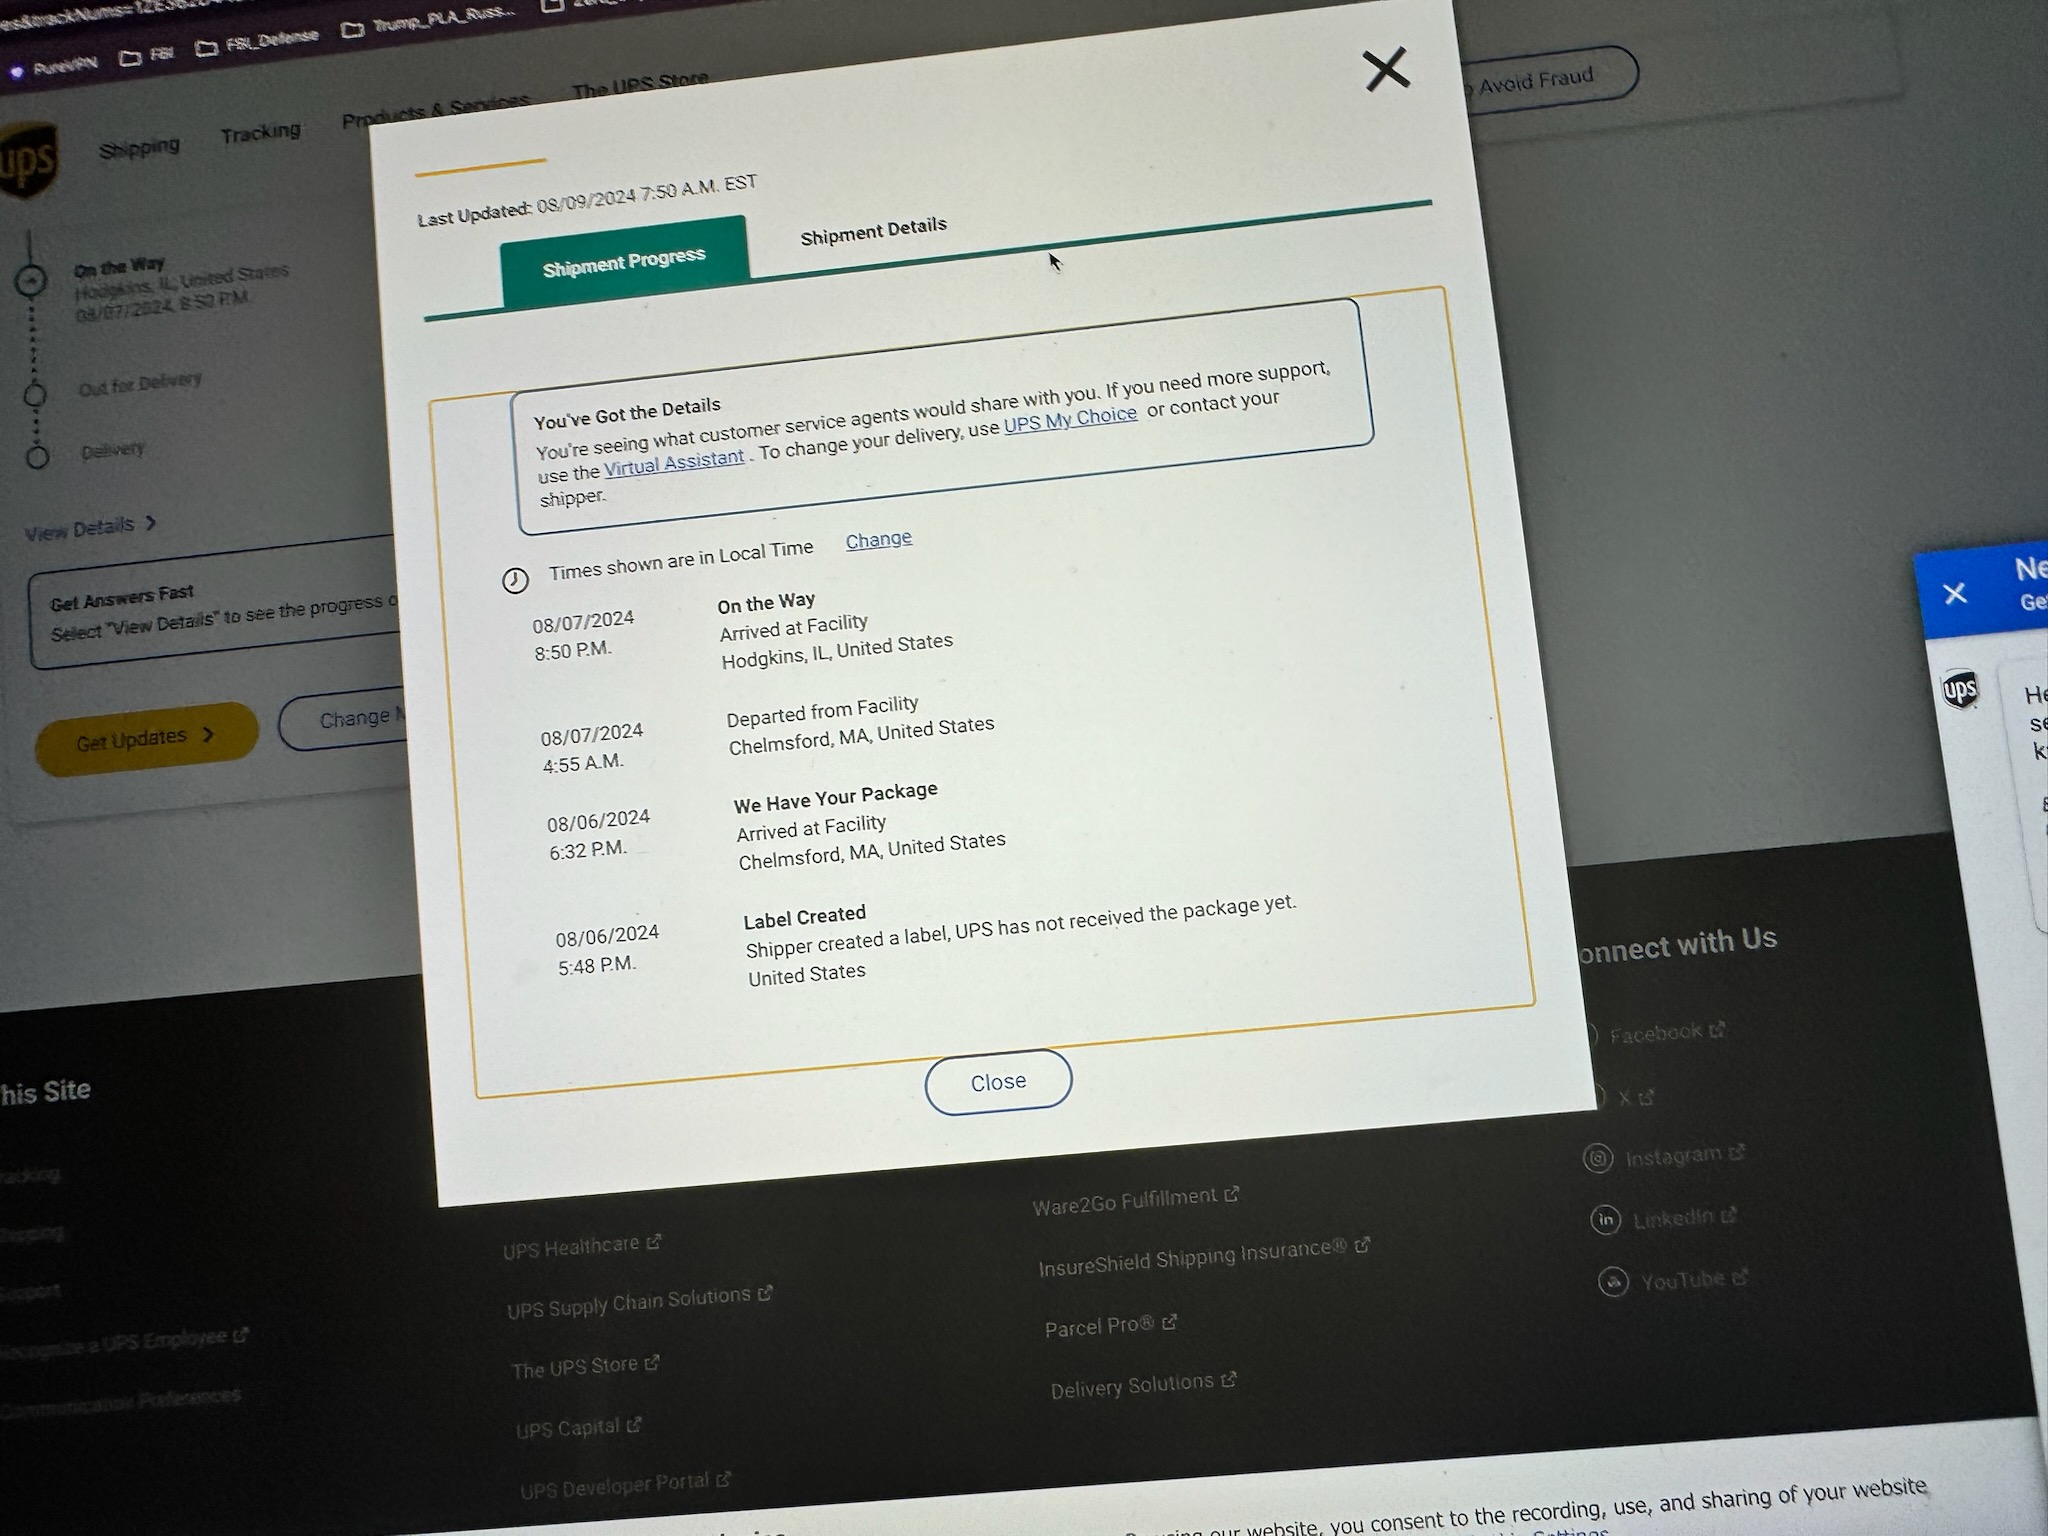 PureVPN
FBI
FBI_Defense
Trump_PLA_Russ...
ups
Shipping
Tracking
Products & Services
The UPS Store
Avoid Fraud
On the Way
Hodgkins, IL, United States
08/07/2024, 8:50 P.M.
Out for Delivery
Delivery
View Details
Get Answers Fast
Select "View Details" to see the progress
Get Updates
Change
Last Updated: 08/09/2024 7:50 A.M. EST
Shipment Progress
Shipment Details
You've Got the Details
You're seeing what customer service agents would share with you. If you need more support,
use the Virtual Assistant . To change your delivery, use UPS My Choice or contact your
shipper.
Times shown are in Local Time
Change
08/07/2024
8:50 P.M.
On the Way
Arrived at Facility
Hodgkins, IL, United States
08/07/2024
4:55 A.M.
Departed from Facility
Chelmsford, MA, United States
08/06/2024
6:32 P.M.
We Have Your Package
Arrived at Facility
Chelmsford, MA, United States
08/06/2024
5:48 P.M.
Label Created
Shipper created a label, UPS has not received the package yet.
United States
Close
ups
his Site
a UPS Employee
Communication Preferences
UPS Healthcare
UPS Supply Chain Solutions
The UPS Store
UPS Capital
UPS Developer Portal
Ware2Go Fulfillment
InsureShield Shipping Insurance®
Parcel Pro®
Delivery Solutions
onnect with Us
Facebook
X
Instagram
LinkedIn
YouTube
our website, you consent to the recording, use, and sharing of your website